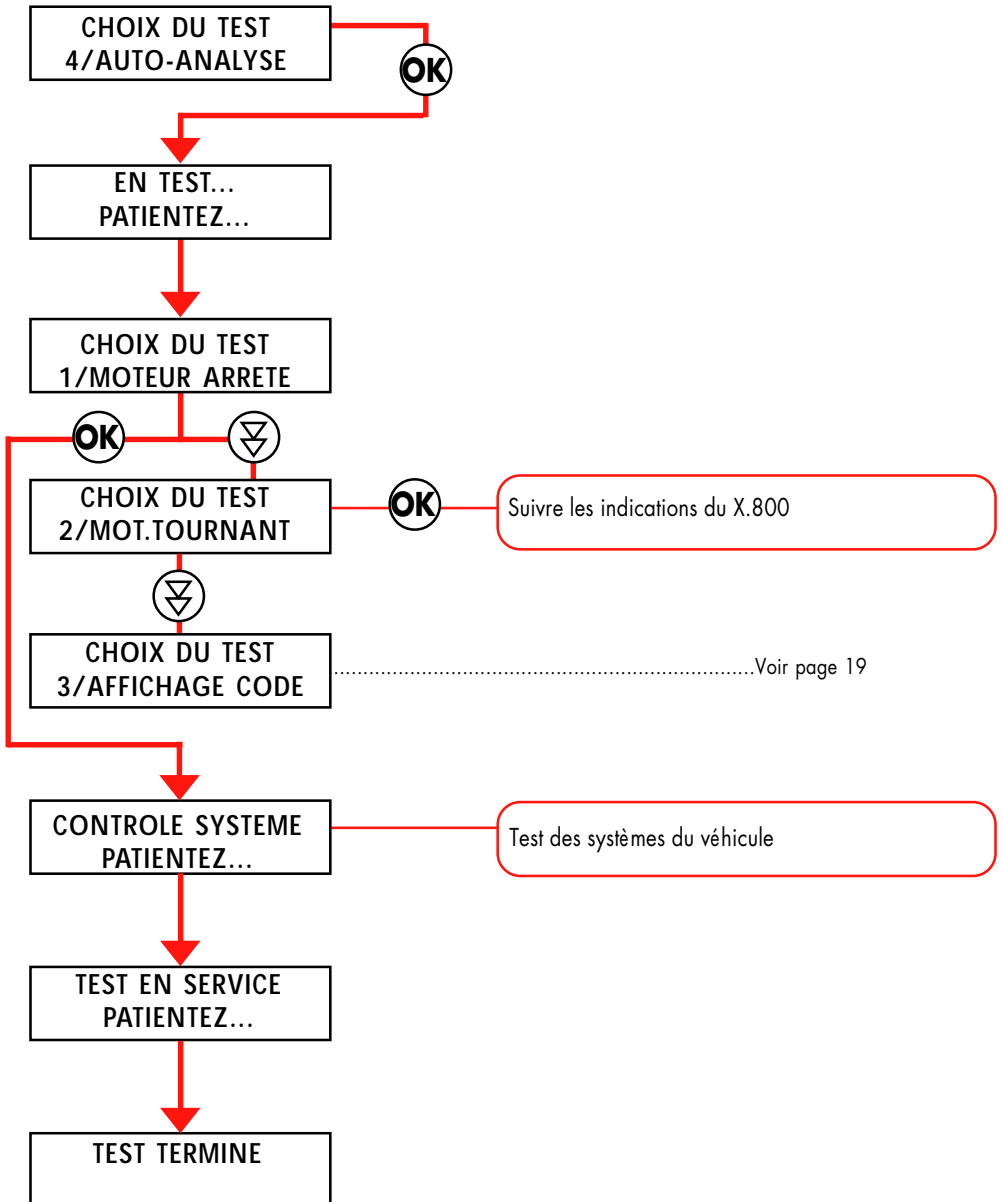 CHOIX DU TEST
4/AUTO-ANALYSE
OK
EN TEST...
PATIENTEZ...
CHOIX DU TEST
1/MOTEUR ARRETE
OK
CHOIX DU TEST
2/MOT.TOURNANT
OK
Suivre les indications du X.800
CHOIX DU TEST
3/AFFICHAGE CODE
........................................................................Voir page 19
CONTROLE SYSTEME
PATIENTEZ...
Test des systèmes du véhicule
TEST EN SERVICE
PATIENTEZ...
TEST TERMINE